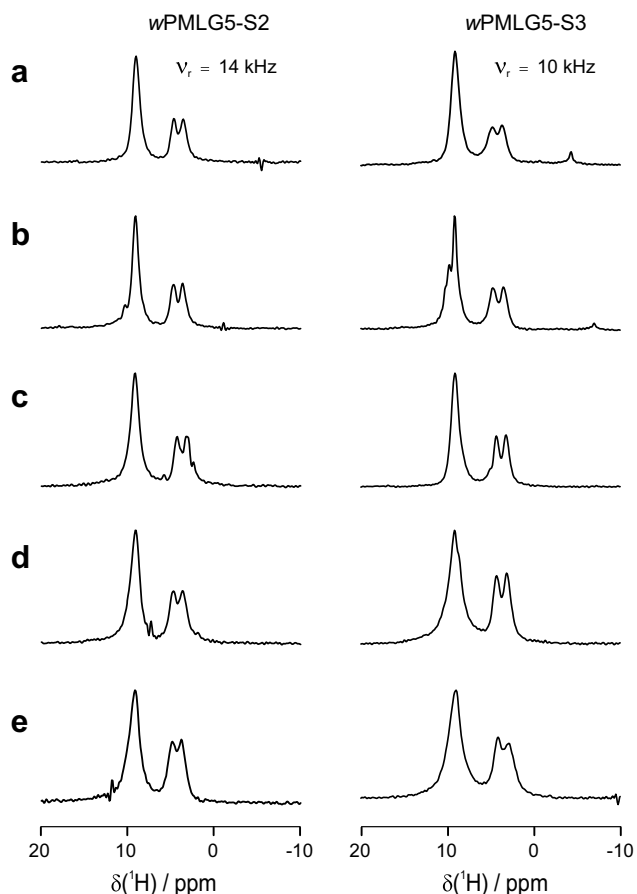 wPMLG5-S2 wPMLG5-S3
a νr = 14 kHz νr = 10 kHz
b
c
d
e
20 10 0 -10 20 10 0 -10
δ(¹H) / ppm δ(¹H) / ppm